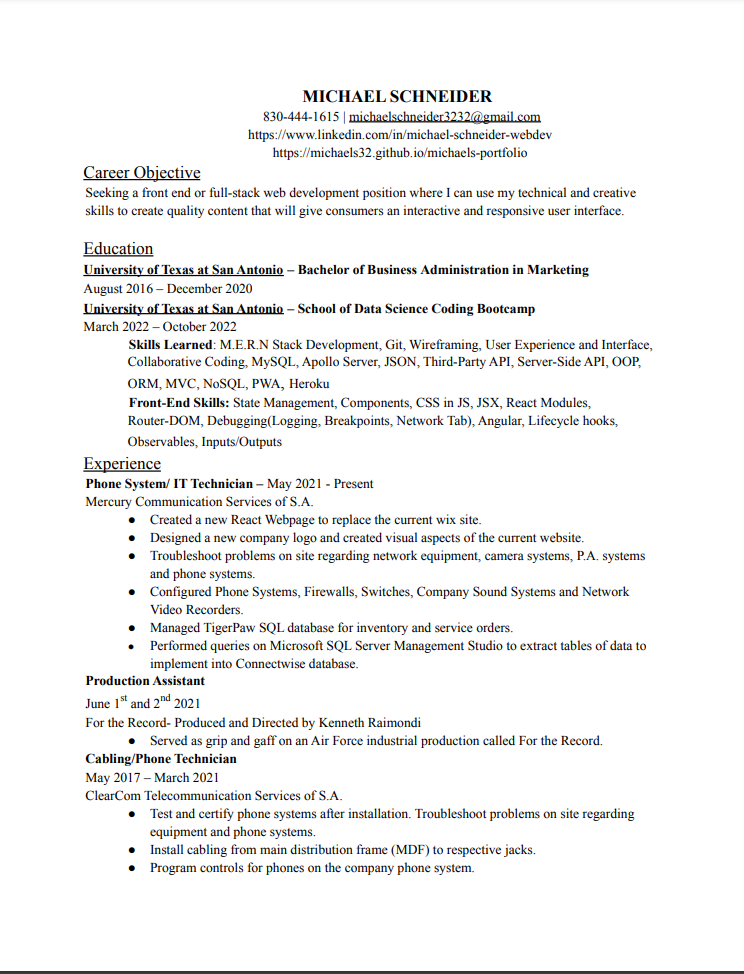 MICHAEL SCHNEIDER
830-444-1615 | michaelschneider3232@gmail.com
https://www.linkedin.com/in/michael-schneider-webdev
https://michaels32.github.io/michaels-portfolio
Career Objective
Seeking a front end or full-stack web development position where I can use my technical and creative
skills to create quality content that will give consumers an interactive and responsive user interface.
Education
University of Texas at San Antonio – Bachelor of Business Administration in Marketing
August 2016 – December 2020
University of Texas at San Antonio – School of Data Science Coding Bootcamp
March 2022 – October 2022
Skills Learned: M.E.R.N Stack Development, Git, Wireframing, User Experience and Interface,
Collaborative Coding, MySQL, Apollo Server, JSON, Third-Party API, Server-Side API, OOP,
ORM, MVC, NoSQL, PWA, Heroku
Front-End Skills: State Management, Components, CSS in JS, JSX, React Modules,
Router-DOM, Debugging(Logging, Breakpoints, Network Tab), Angular, Lifecycle hooks,
Observables, Inputs/Outputs
Experience
Phone System/ IT Technician – May 2021 - Present
Mercury Communication Services of S.A.
● Created a new React Webpage to replace the current wix site.
● Designed a new company logo and created visual aspects of the current website.
● Troubleshoot problems on site regarding network equipment, camera systems, P.A. systems
and phone systems.
● Configured Phone Systems, Firewalls, Switches, Company Sound Systems and Network
Video Recorders.
● Managed TigerPaw SQL database for inventory and service orders.
● Performed queries on Microsoft SQL Server Management Studio to extract tables of data to
implement into Connectwise database.
Production Assistant
June 1st and 2nd 2021
For the Record- Produced and Directed by Kenneth Raimondi
● Served as grip and gaff on an Air Force industrial production called For the Record.
Cabling/Phone Technician
May 2017 – March 2021
ClearCom Telecommunication Services of S.A.
● Test and certify phone systems after installation. Troubleshoot problems on site regarding
equipment and phone systems.
● Install cabling from main distribution frame (MDF) to respective jacks.
● Program controls for phones on the company phone system.